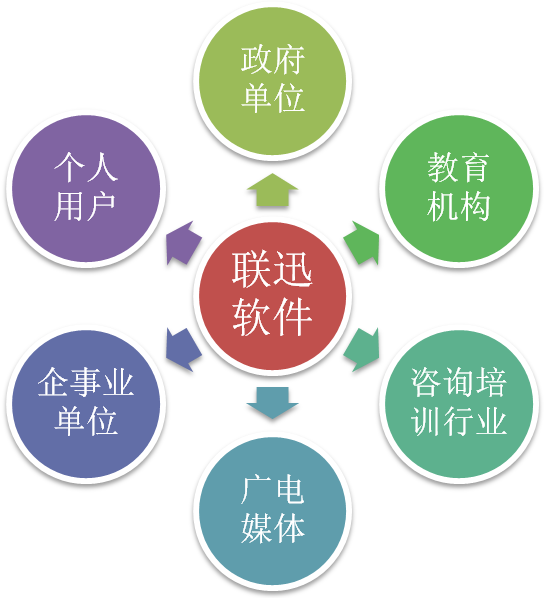 政府
单位
个人
用户
教育
机构
联迅
软件
企事业
单位
咨询培
训行业
广电
媒体